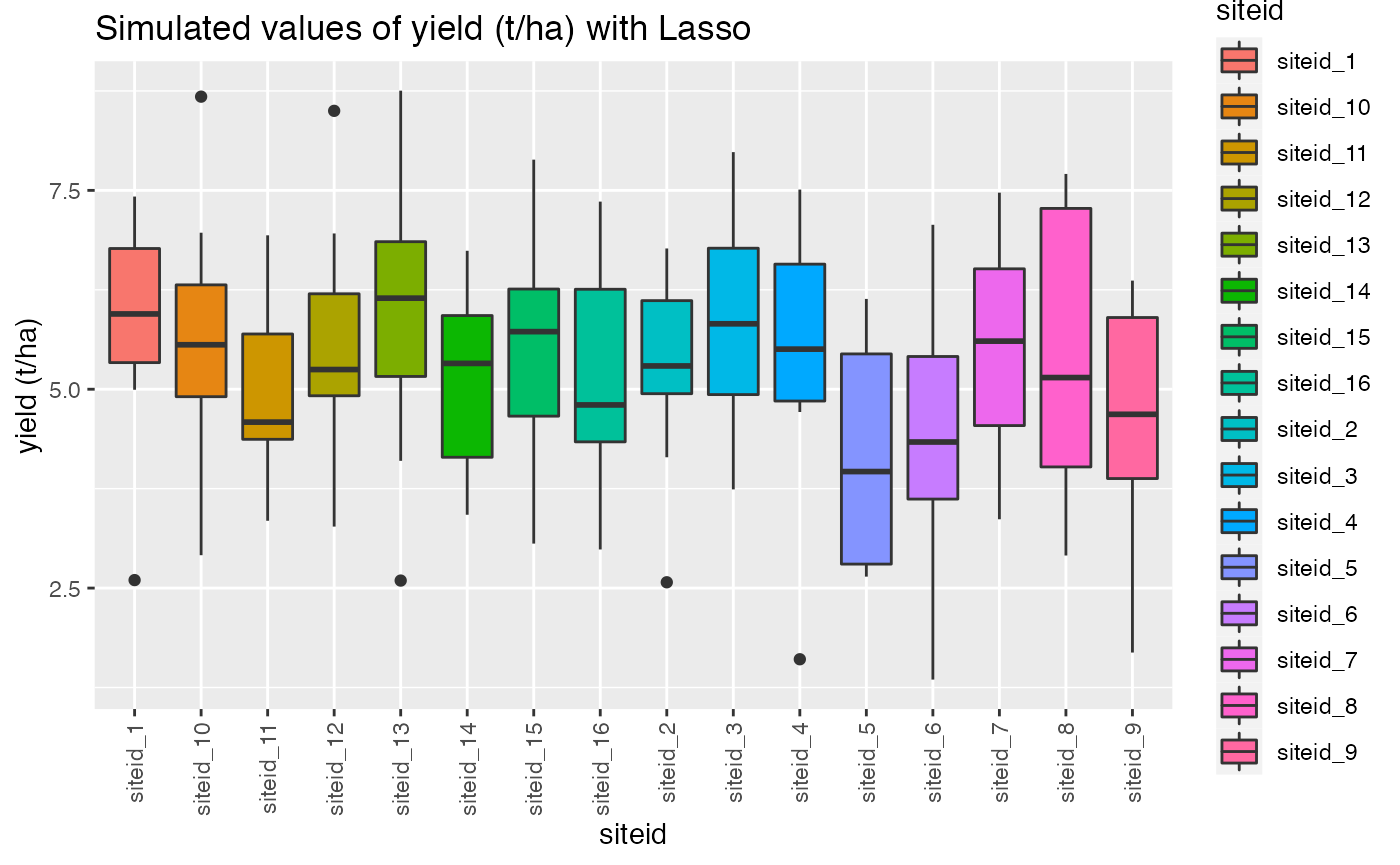 Simulated values of yield (t/ha) with Lasso
yield (t/ha)
7.5
5.0
2.5
siteid_1
siteid_10
siteid_11
siteid_12
siteid_13
siteid_14
siteid_15
siteid_16
siteid_2
siteid_3
siteid_4
siteid_5
siteid_6
siteid_7
siteid_8
siteid_9
siteid
siteid
siteid_1
siteid_10
siteid_11
siteid_12
siteid_13
siteid_14
siteid_15
siteid_16
siteid_2
siteid_3
siteid_4
siteid_5
siteid_6
siteid_7
siteid_8
siteid_9